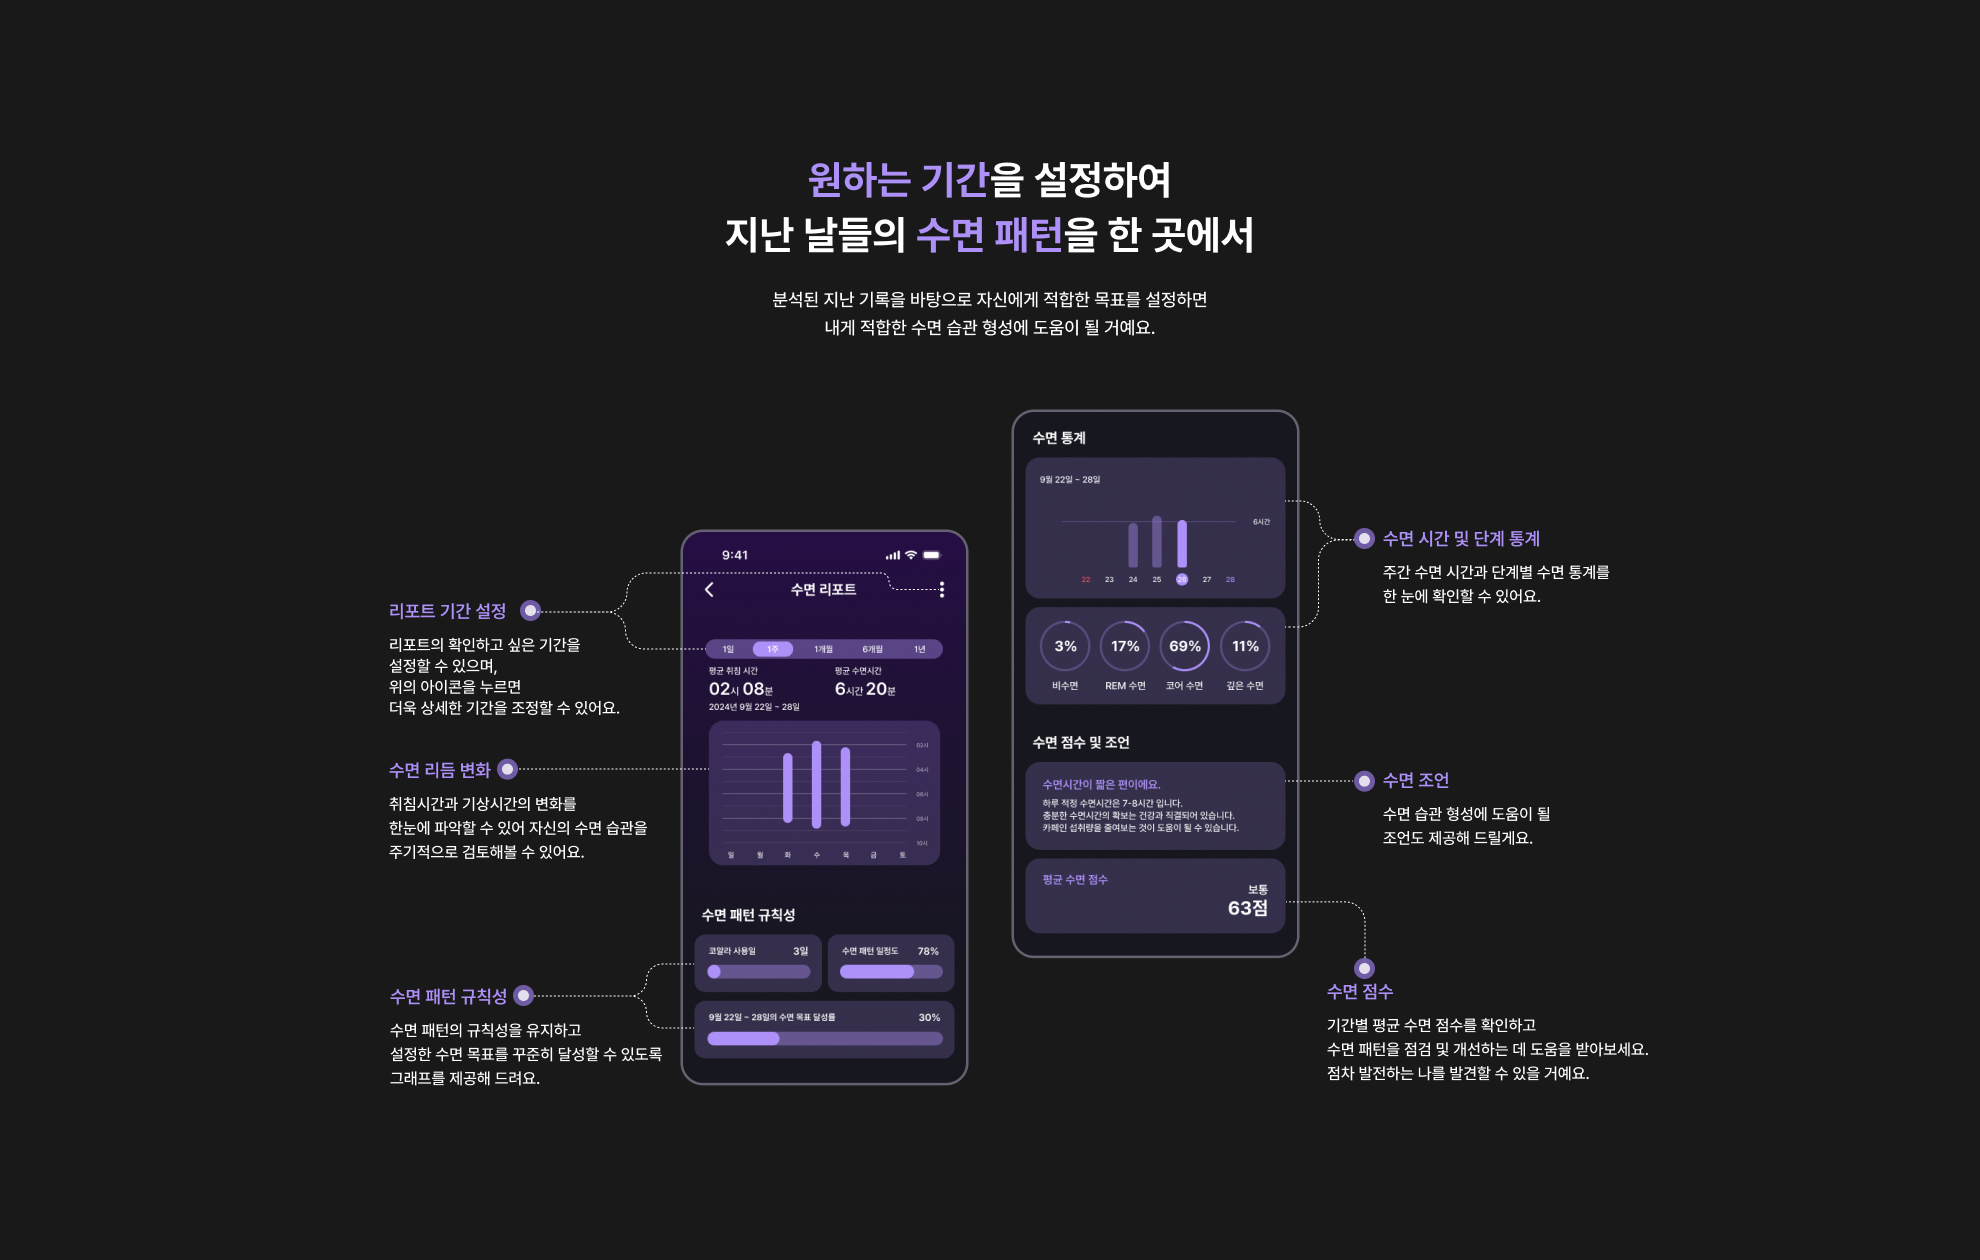 원하는 기간을 설정하여
지난 날들의 수면 패턴을 한 곳에서
분석된 지난 기록을 바탕으로 자신에게 적합한 목표를 설정하면
내게 적합한 수면 습관 형성에 도움이 될 거예요.
리포트 기간 설정
리포트의 확인하고 싶은 기간을
설정할 수 있으며,
위의 아이콘을 누르면
더욱 상세한 기간을 조정할 수 있어요.
수면 리듬 변화
취침시간과 기상시간의 변화를
한눈에 파악할 수 있어 자신의 수면 습관을
주기적으로 검토해볼 수 있어요.
수면 패턴 규칙성
수면 패턴의 규칙성을 유지하고
설정한 수면 목표를 꾸준히 달성할 수 있도록
그래프를 제공해 드려요.
9:41
수면 리포트
1일 1주 1개월 6개월 1년
평균 취침 시간 평균 수면시간
02시 08분 6시간 20분
2024년 9월 22일 ~ 28일
02시
04시
06시
10시
일 월 화 수 목 금 토
수면 패턴 규칙성
코알라 사용일 3일
수면 패턴 일정도 78%
9월 22일 ~ 28일의 수면 목표 달성률 30%
수면 통계
9월 22일 ~ 28일
6시간
22 23 24 25 26 27 28
3% 17% 69% 11%
비수면 REM 수면 코어 수면 깊은 수면
수면 점수 및 조언
수면시간이 짧은 편이에요.
하루 적정 수면시간은 7-8시간 입니다.
충분한 수면시간의 확보는 건강과 직결되어 있습니다.
카페인 섭취량을 줄여보는 것이 도움이 될 수 있습니다.
평균 수면 점수
보통
63점
수면 시간 및 단계 통계
주간 수면 시간과 단계별 수면 통계를
한 눈에 확인할 수 있어요.
수면 조언
수면 습관 형성에 도움이 될
조언도 제공해 드릴게요.
수면 점수
기간별 평균 수면 점수를 확인하고
수면 패턴을 점검 및 개선하는 데 도움을 받아보세요.
점차 발전하는 나를 발견할 수 있을 거예요.